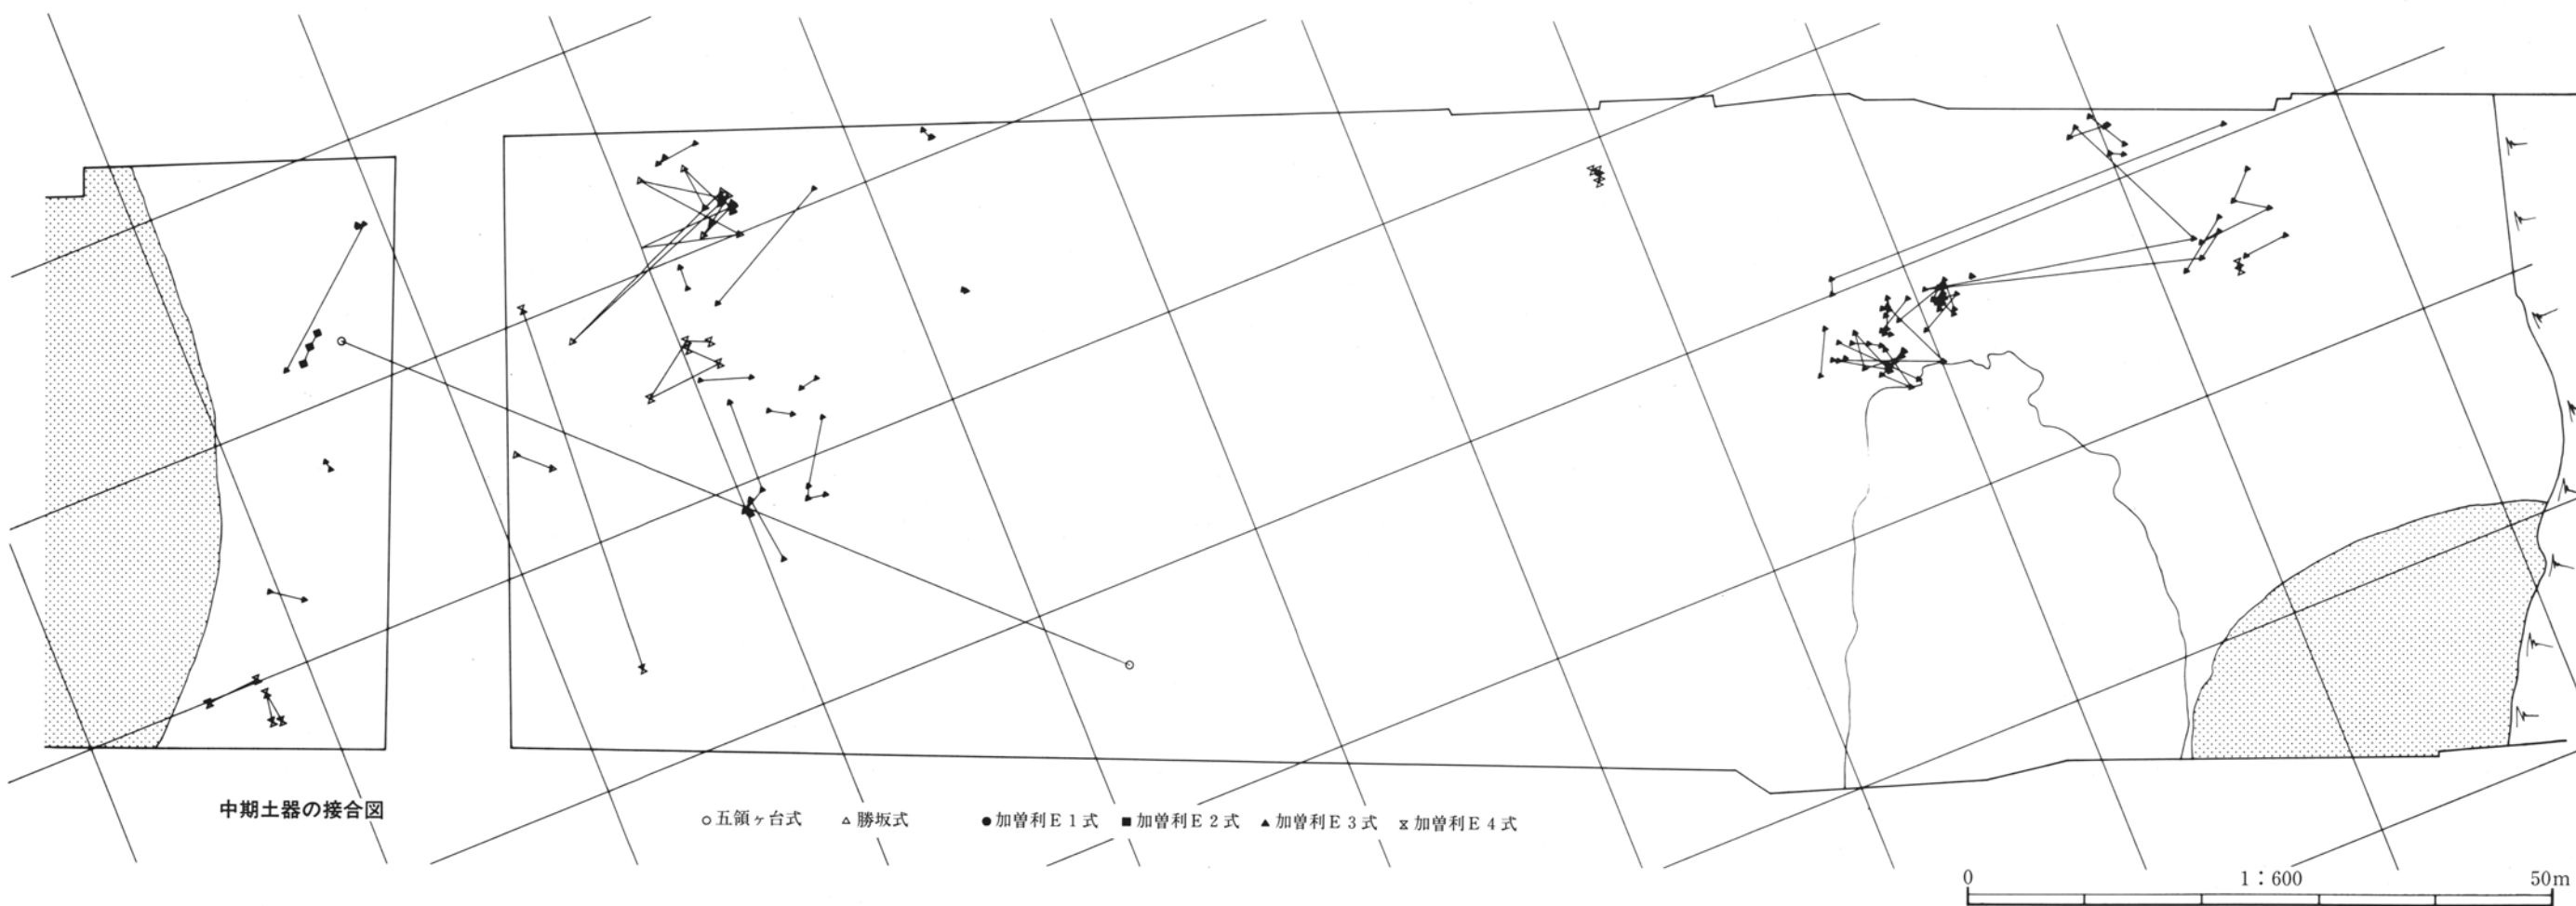 中期土器の接合図
○五領ヶ台式 △勝坂式 ●加曽利E1式 ■加曽利E2式 ▲加曽利E3式 ⧖加曽利E4式
0 1：600 50m